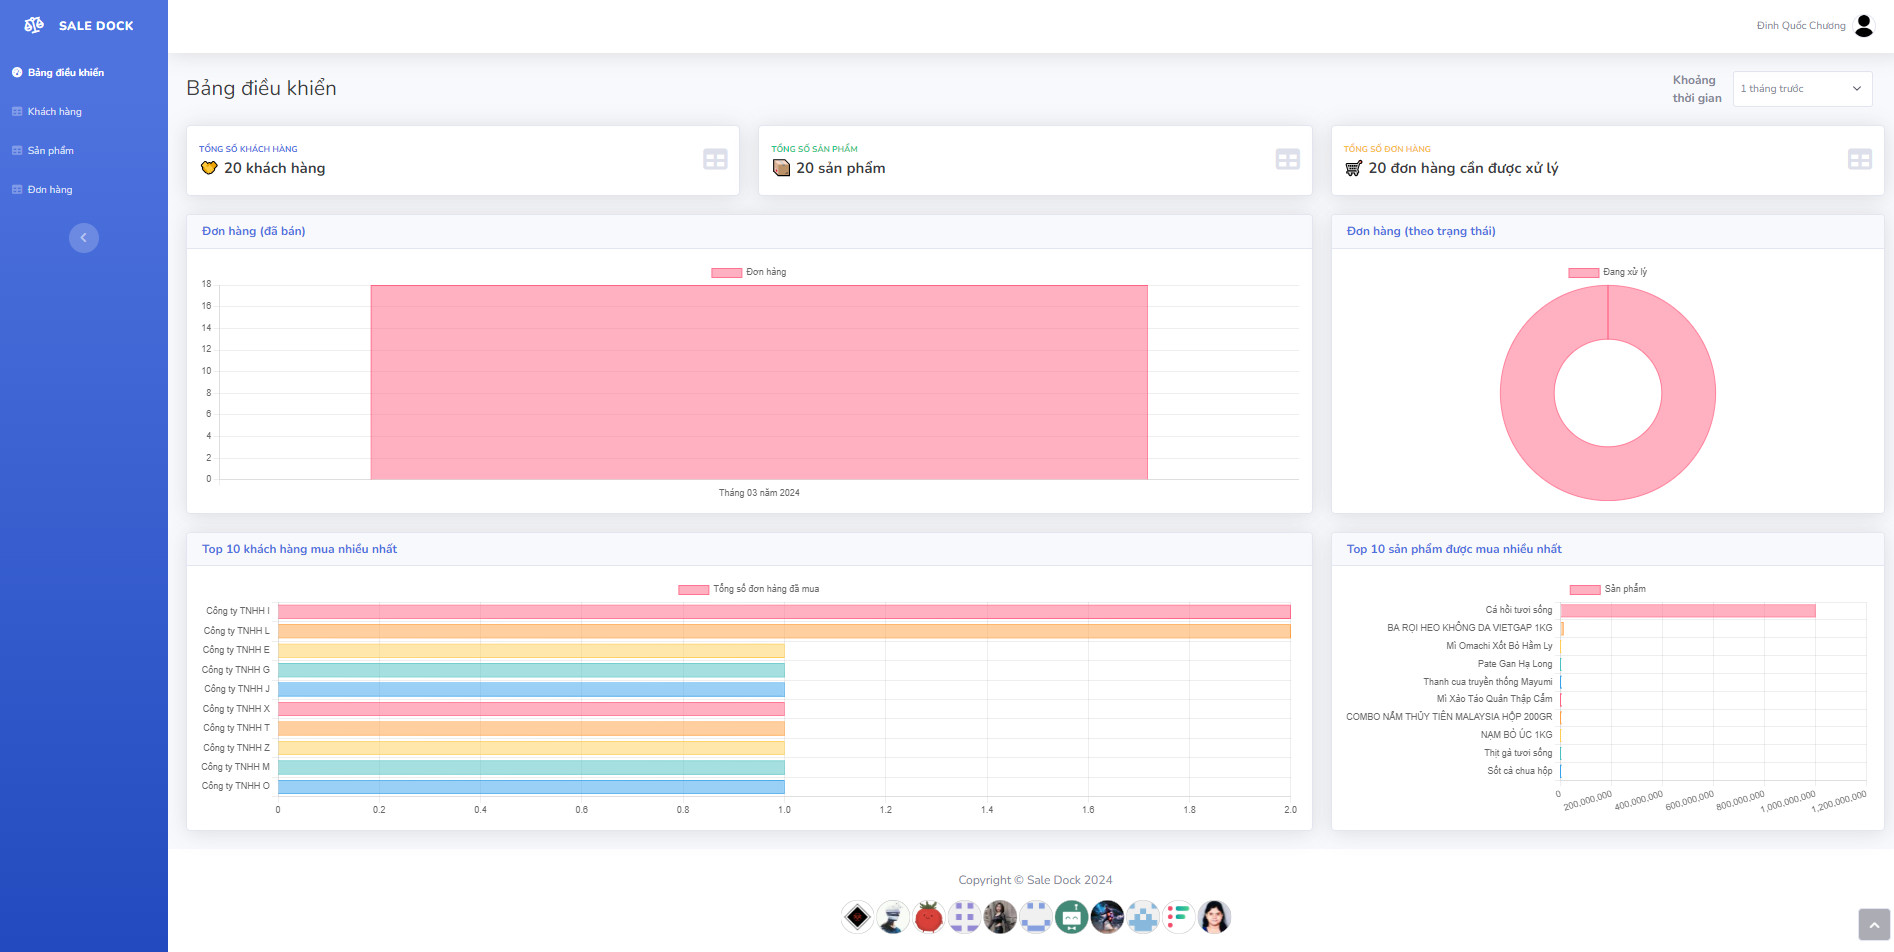 SALE DOCK
Đinh Quốc Chương
Bảng điều khiển
Khách hàng
Sản phẩm
Đơn hàng
Bảng điều khiển
Khoảng
thời gian
1 tháng trước
TỔNG SỐ KHÁCH HÀNG
20 khách hàng
TỔNG SỐ SẢN PHẨM
20 sản phẩm
TỔNG SỐ ĐƠN HÀNG
20 đơn hàng cần được xử lý
Đơn hàng (đã bán)
Đơn hàng
18
16
14
12
10
8
6
4
2
0
Tháng 03 năm 2024
Đơn hàng (theo trạng thái)
Đang xử lý
Top 10 khách hàng mua nhiều nhất
Tổng số đơn hàng đã mua
Công ty TNHH I
Công ty TNHH L
Công ty TNHH E
Công ty TNHH G
Công ty TNHH J
Công ty TNHH X
Công ty TNHH T
Công ty TNHH Z
Công ty TNHH M
Công ty TNHH O
0 0.2 0.4 0.6 0.8 1.0 1.2 1.4 1.6 1.8 2.0
Top 10 sản phẩm được mua nhiều nhất
Sản phẩm
Cá hồi tươi sống
BA RỌI HEO KHÔNG DA VIETGAP 1KG
Mì Omachi Xốt Bò Hầm Ly
Pate Gan Hạ Long
Thanh cua truyền thống Mayumi
Mì Xào Táo Quân Thập Cẩm
COMBO NẤM THỦY TIÊN MALAYSIA HỘP 200GR
NẠM BÒ ÚC 1KG
Thịt gà tươi sống
Sốt cà chua hộp
0 200,000,000 400,000,000 600,000,000 800,000,000 1,000,000,000 1,200,000,000
Copyright © Sale Dock 2024